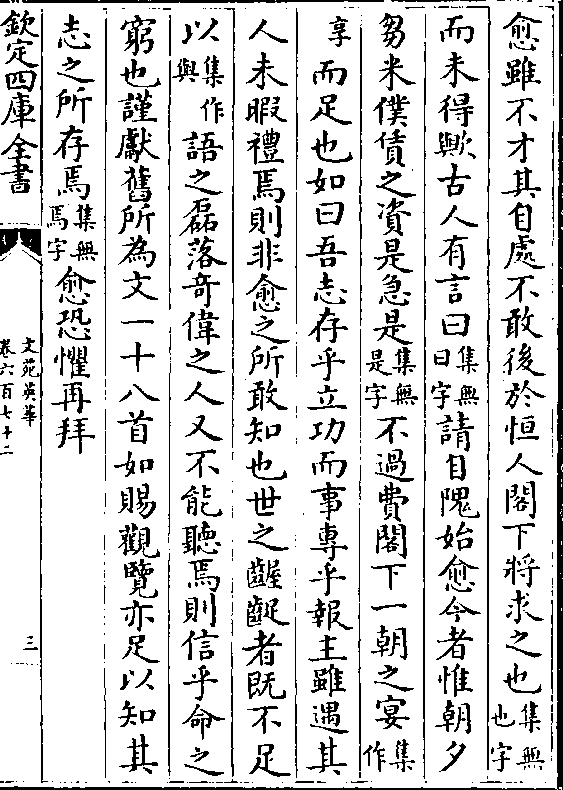 愈雖不才其自處不敢後於恒人閣下將求之也集無也字
而未得歟古人有言曰集無曰字請自隗始愈今者惟朝夕
芻米僕賃之資是急是集無是字不過費閣下一朝之宴集作
享而足也如曰吾志存乎立功而事專乎報主雖遇其
人未暇禮焉則非愈之所敢知也世之齷齪者既不足
以集作與語之磊落奇偉之人又不能聽焉則信乎命之
窮也謹獻舊所為文一十八首如賜觀覽亦足以知其
志之所存焉集無焉字愈恐懼再拜
欽定四庫全書
文苑英華
卷六百七十二
三